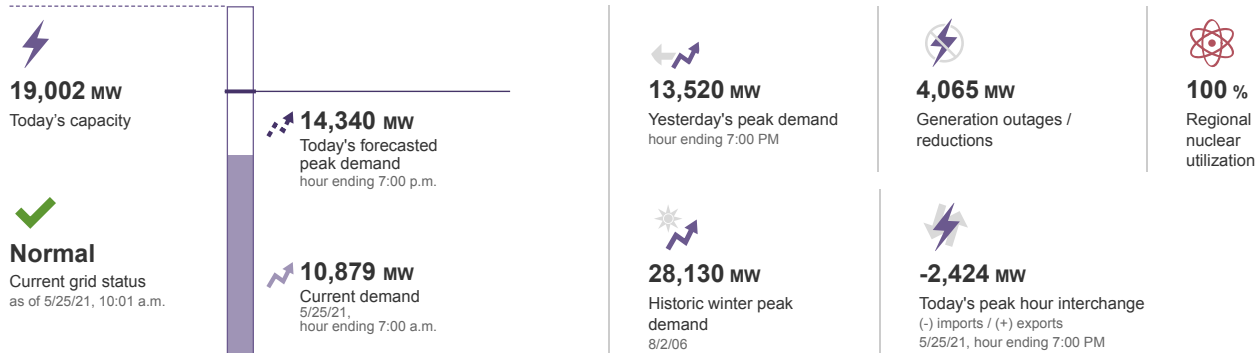 19,002 MW
Today's capacity
Normal
Current grid status
as of 5/25/21, 10:01 a.m.
14,340 MW
Today's forecasted
peak demand
hour ending 7:00 p.m.
10,879 MW
Current demand
5/25/21,
hour ending 7:00 a.m.
13,520 MW
Yesterday's peak demand
hour ending 7:00 PM
4,065 MW
Generation outages /
reductions
100 %
Regional
nuclear
utilization
28,130 MW
Historic winter peak
demand
8/2/06
-2,424 MW
Today's peak hour interchange
(-) imports / (+) exports
5/25/21, hour ending 7:00 PM